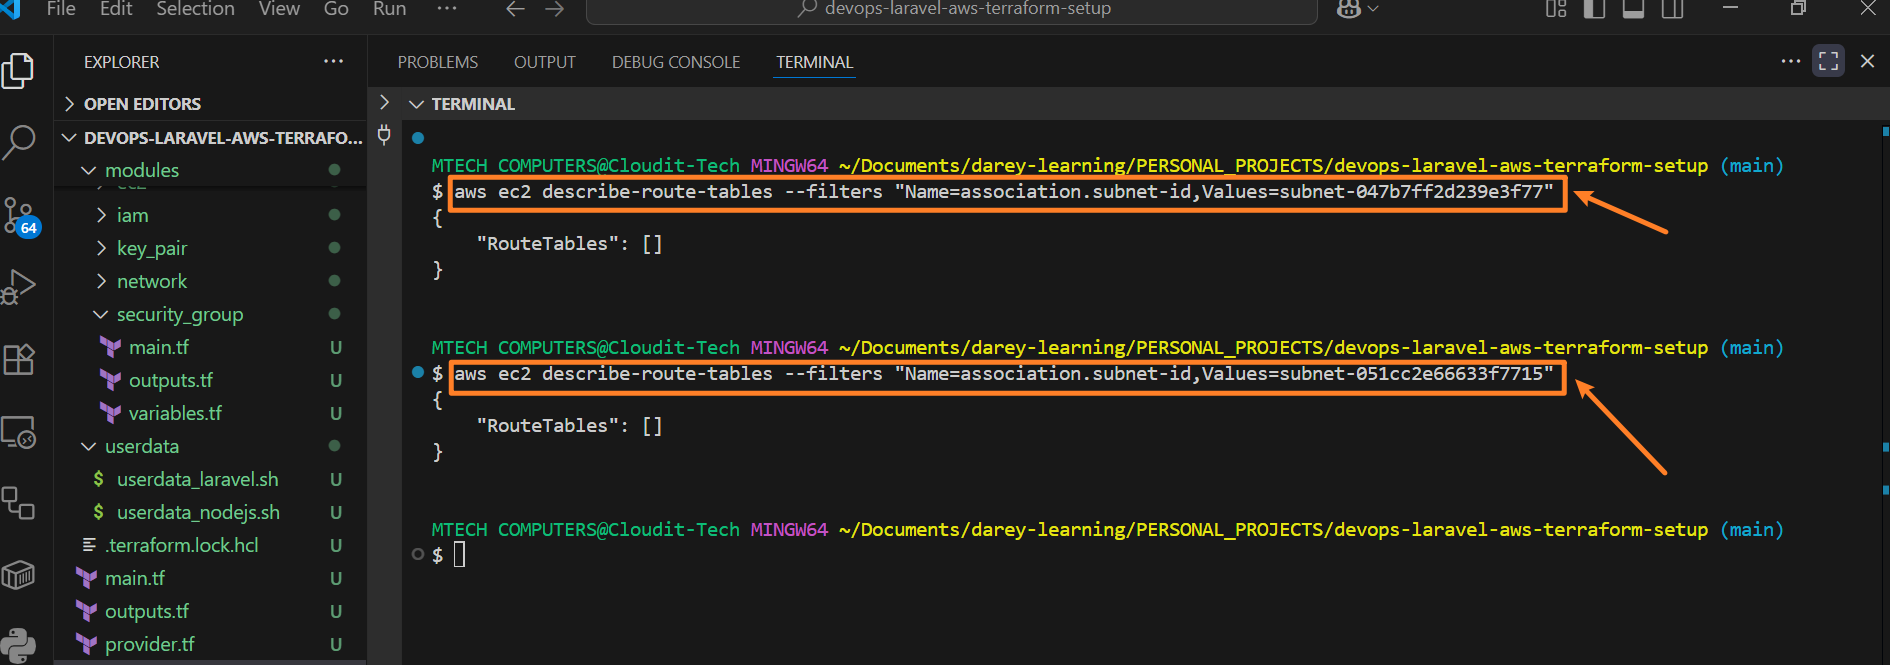 File Edit Selection View Go Run ··· devops-laravel-aws-terraform-setup
EXPLORER ···
PROBLEMS OUTPUT DEBUG CONSOLE TERMINAL ···
OPEN EDITORS
TERMINAL
DEVOPS-LARAVEL-AWS-TERRAFO...
modules
iam
key_pair
64
network
security_group
main.tf U
outputs.tf U
variables.tf U
userdata
$ userdata_laravel.sh U
$ userdata_nodejs.sh U
.terraform.lock.hcl U
main.tf U
outputs.tf U
provider.tf U
MTECH COMPUTERS@Cloudit-Tech MINGW64 ~/Documents/darey-learning/PERSONAL_PROJECTS/devops-laravel-aws-terraform-setup (main)
$ aws ec2 describe-route-tables --filters "Name=association.subnet-id,Values=subnet-047b7ff2d239e3f77"
{
"RouteTables": []
}
MTECH COMPUTERS@Cloudit-Tech MINGW64 ~/Documents/darey-learning/PERSONAL_PROJECTS/devops-laravel-aws-terraform-setup (main)
$ aws ec2 describe-route-tables --filters "Name=association.subnet-id,Values=subnet-051cc2e66633f7715"
{
"RouteTables": []
}
MTECH COMPUTERS@Cloudit-Tech MINGW64 ~/Documents/darey-learning/PERSONAL_PROJECTS/devops-laravel-aws-terraform-setup (main)
$